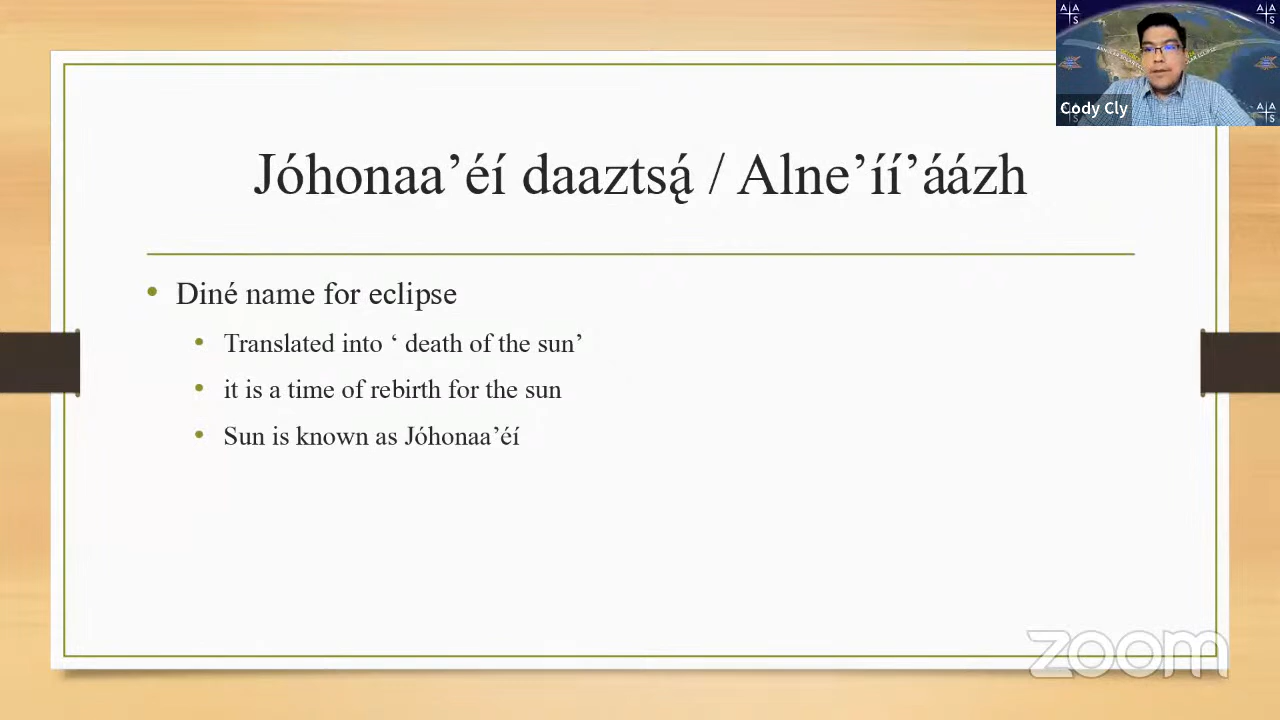 Jóhonaa’éí daaztsą́ / Alne’íí’áázh
Diné name for eclipse
Translated into ‘ death of the sun’
it is a time of rebirth for the sun
Sun is known as Jóhonaa’éí
Cody Cly
A A
S
A A
S
A A
S
zoom